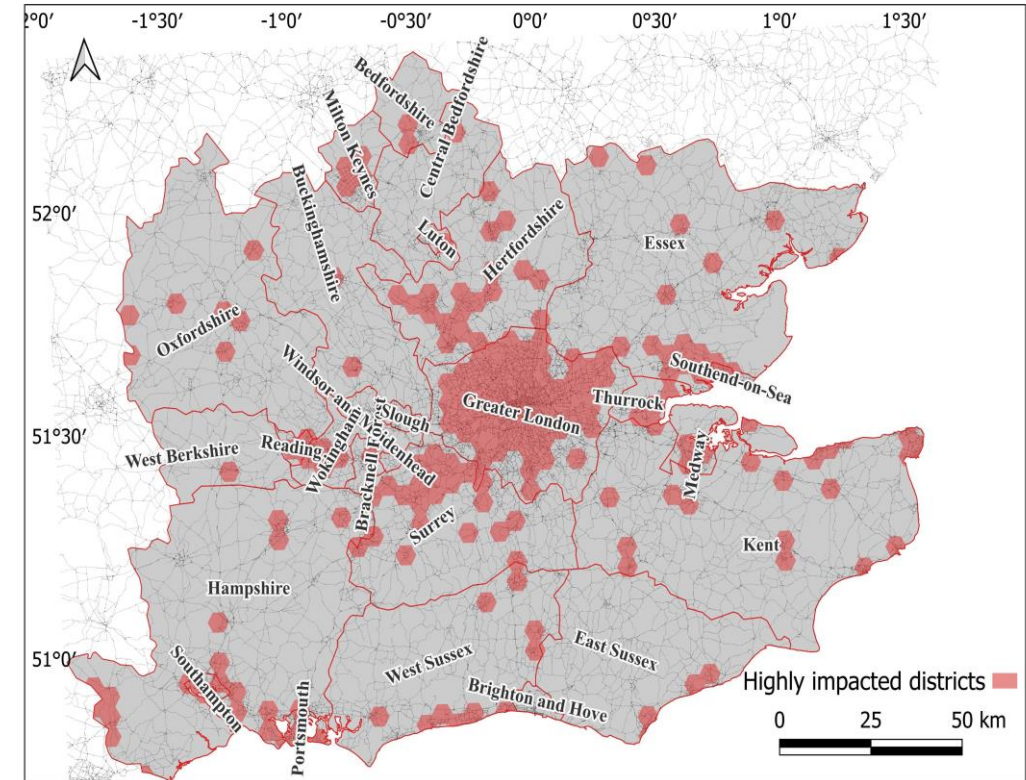 2°0' -1°30' -1°0' -0°30' 0°0' 0°30' 1°0' 1°30'
Bedfordshire
Central Bedfordshire
Milton Keynes
Buckinghamshire
52°0'
Luton
Hertfordshire
Essex
Oxfordshire
Windsor and Maidenhead
Slough
Southend-on-Sea
Thurrock
Greater London
51°30'
West Berkshire
Reading
Wokingham
Bracknell Forest
Medway
Surrey
Kent
Hampshire
51°0'
Southampton
West Sussex
East Sussex
Portsmouth
Brighton and Hove
Highly impacted districts
0 25 50 km